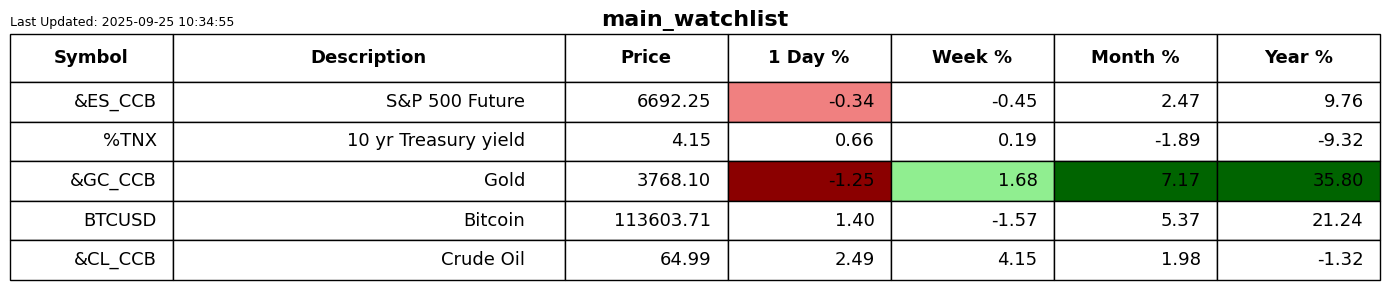 main_watchlist
Last Updated: 2025-09-25 10:34:55
Symbol Description Price 1 Day % Week % Month % Year %
&ES_CCB S&P 500 Future 6692.25 -0.34 -0.45 2.47 9.76
%TNX 10 yr Treasury yield 4.15 0.66 0.19 -1.89 -9.32
&GC_CCB Gold 3768.10 -1.25 1.68 7.17 35.80
BTCUSD Bitcoin 113603.71 1.40 -1.57 5.37 21.24
&CL_CCB Crude Oil 64.99 2.49 4.15 1.98 -1.32